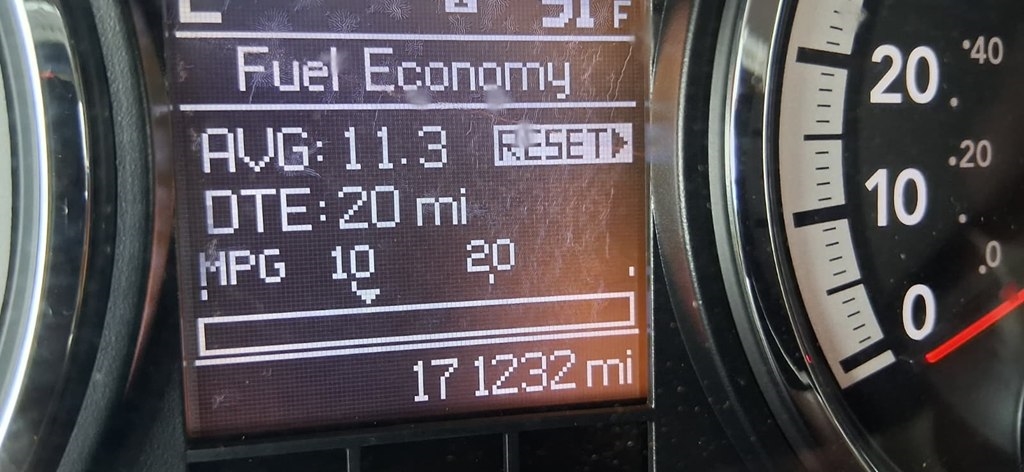 51 F
Fuel Economy
AVG: 11.3 RESET
DTE: 20 mi
MPG 10 20
171232 mi
20 40
20
10
0
0